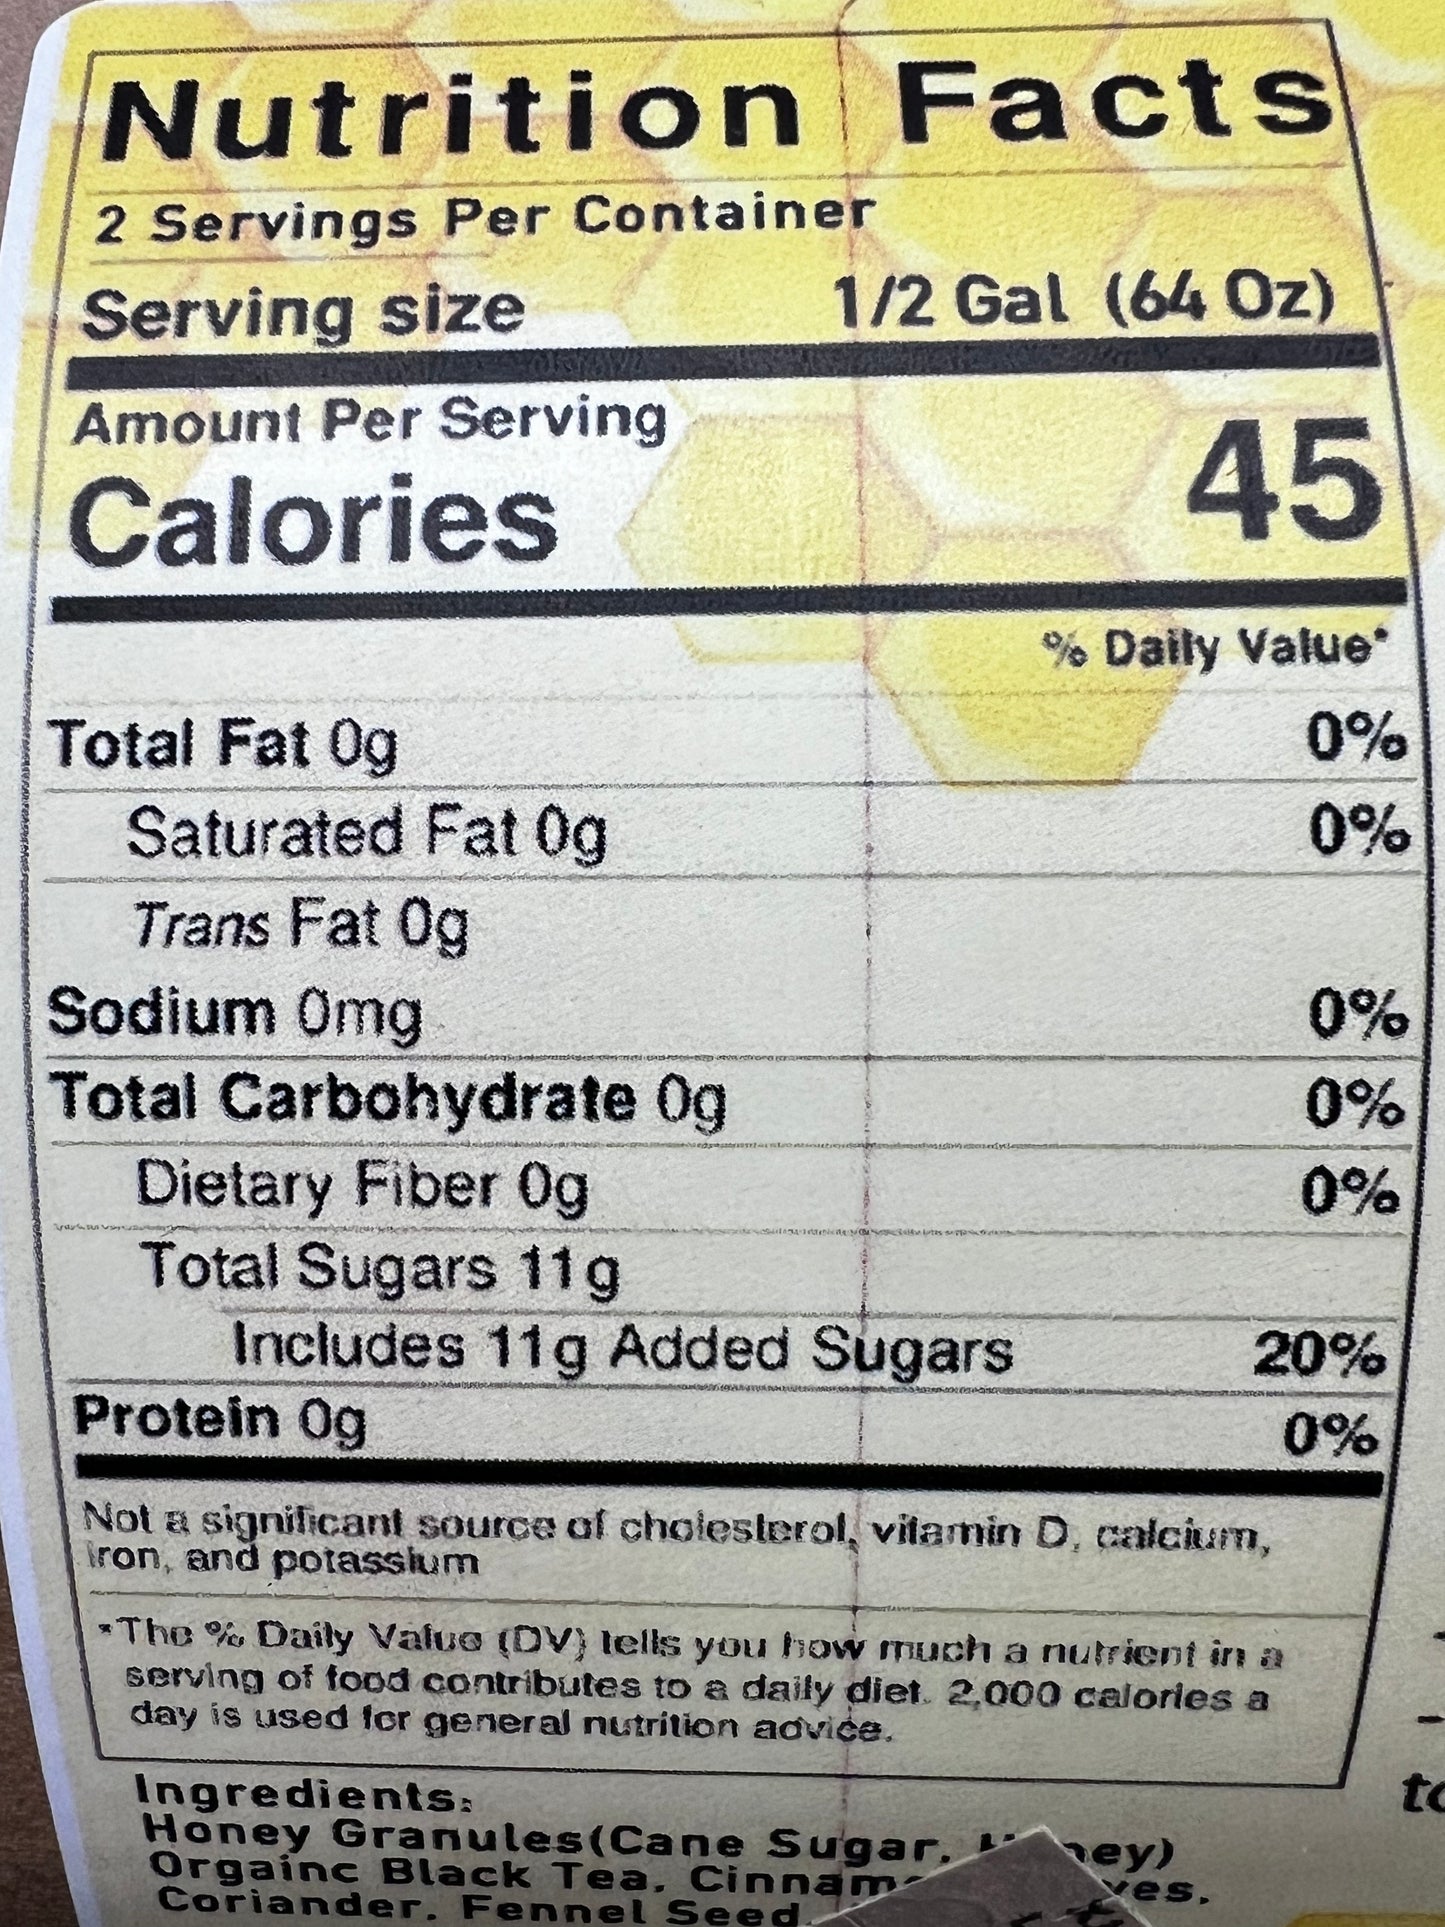 Nutrition Facts
2 Servings Per Container
Serving size 1/2 Gal (64 Oz)
Amount Per Serving
Calories 45
% Daily Value*
Total Fat 0g 0%
Saturated Fat 0g 0%
Trans Fat 0g
Sodium 0mg 0%
Total Carbohydrate 0g 0%
Dietary Fiber 0g 0%
Total Sugars 11g
Includes 11g Added Sugars 20%
Protein 0g 0%
Not a significant source of cholesterol, vitamin D, calcium,
iron, and potassium
*The % Daily Value (DV) tells you how much a nutrient in a
serving of food contributes to a daily diet. 2,000 calories a
day is used for general nutrition advice.
Ingredients:
Honey Granules(Cane Sugar,
Orgainc Black Tea,
Coriander, Fennel Seed